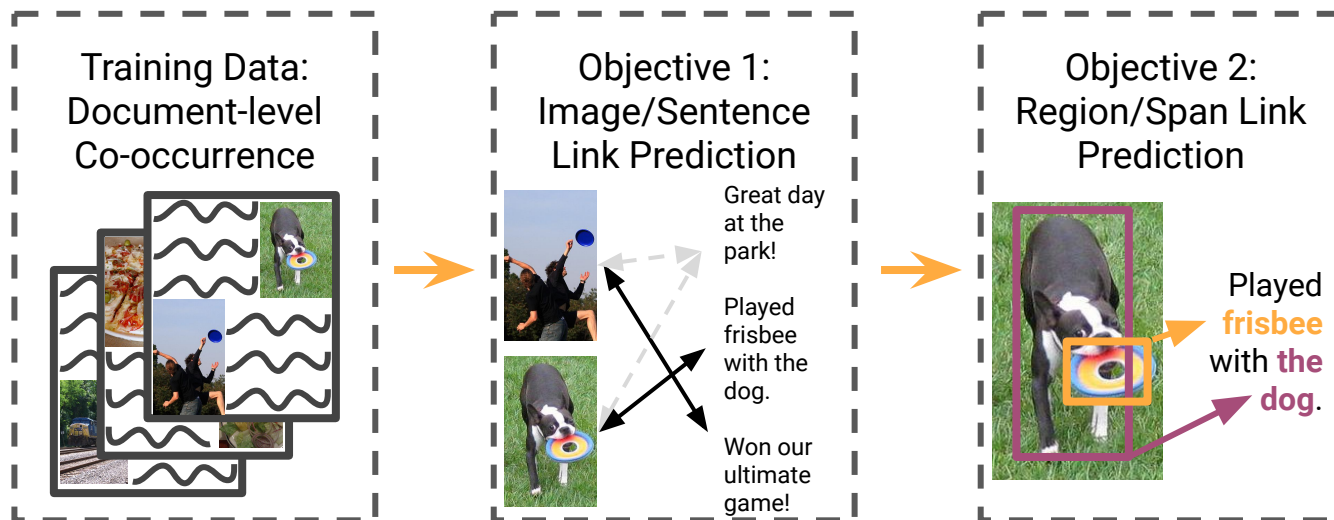 Training Data:
Document-level
Co-occurrence
Objective 1:
Image/Sentence
Link Prediction
Great day
at the
park!
Played
frisbee
with the
dog.
Won our
ultimate
game!
Objective 2:
Region/Span Link
Prediction
Played
frisbee
with the
dog.